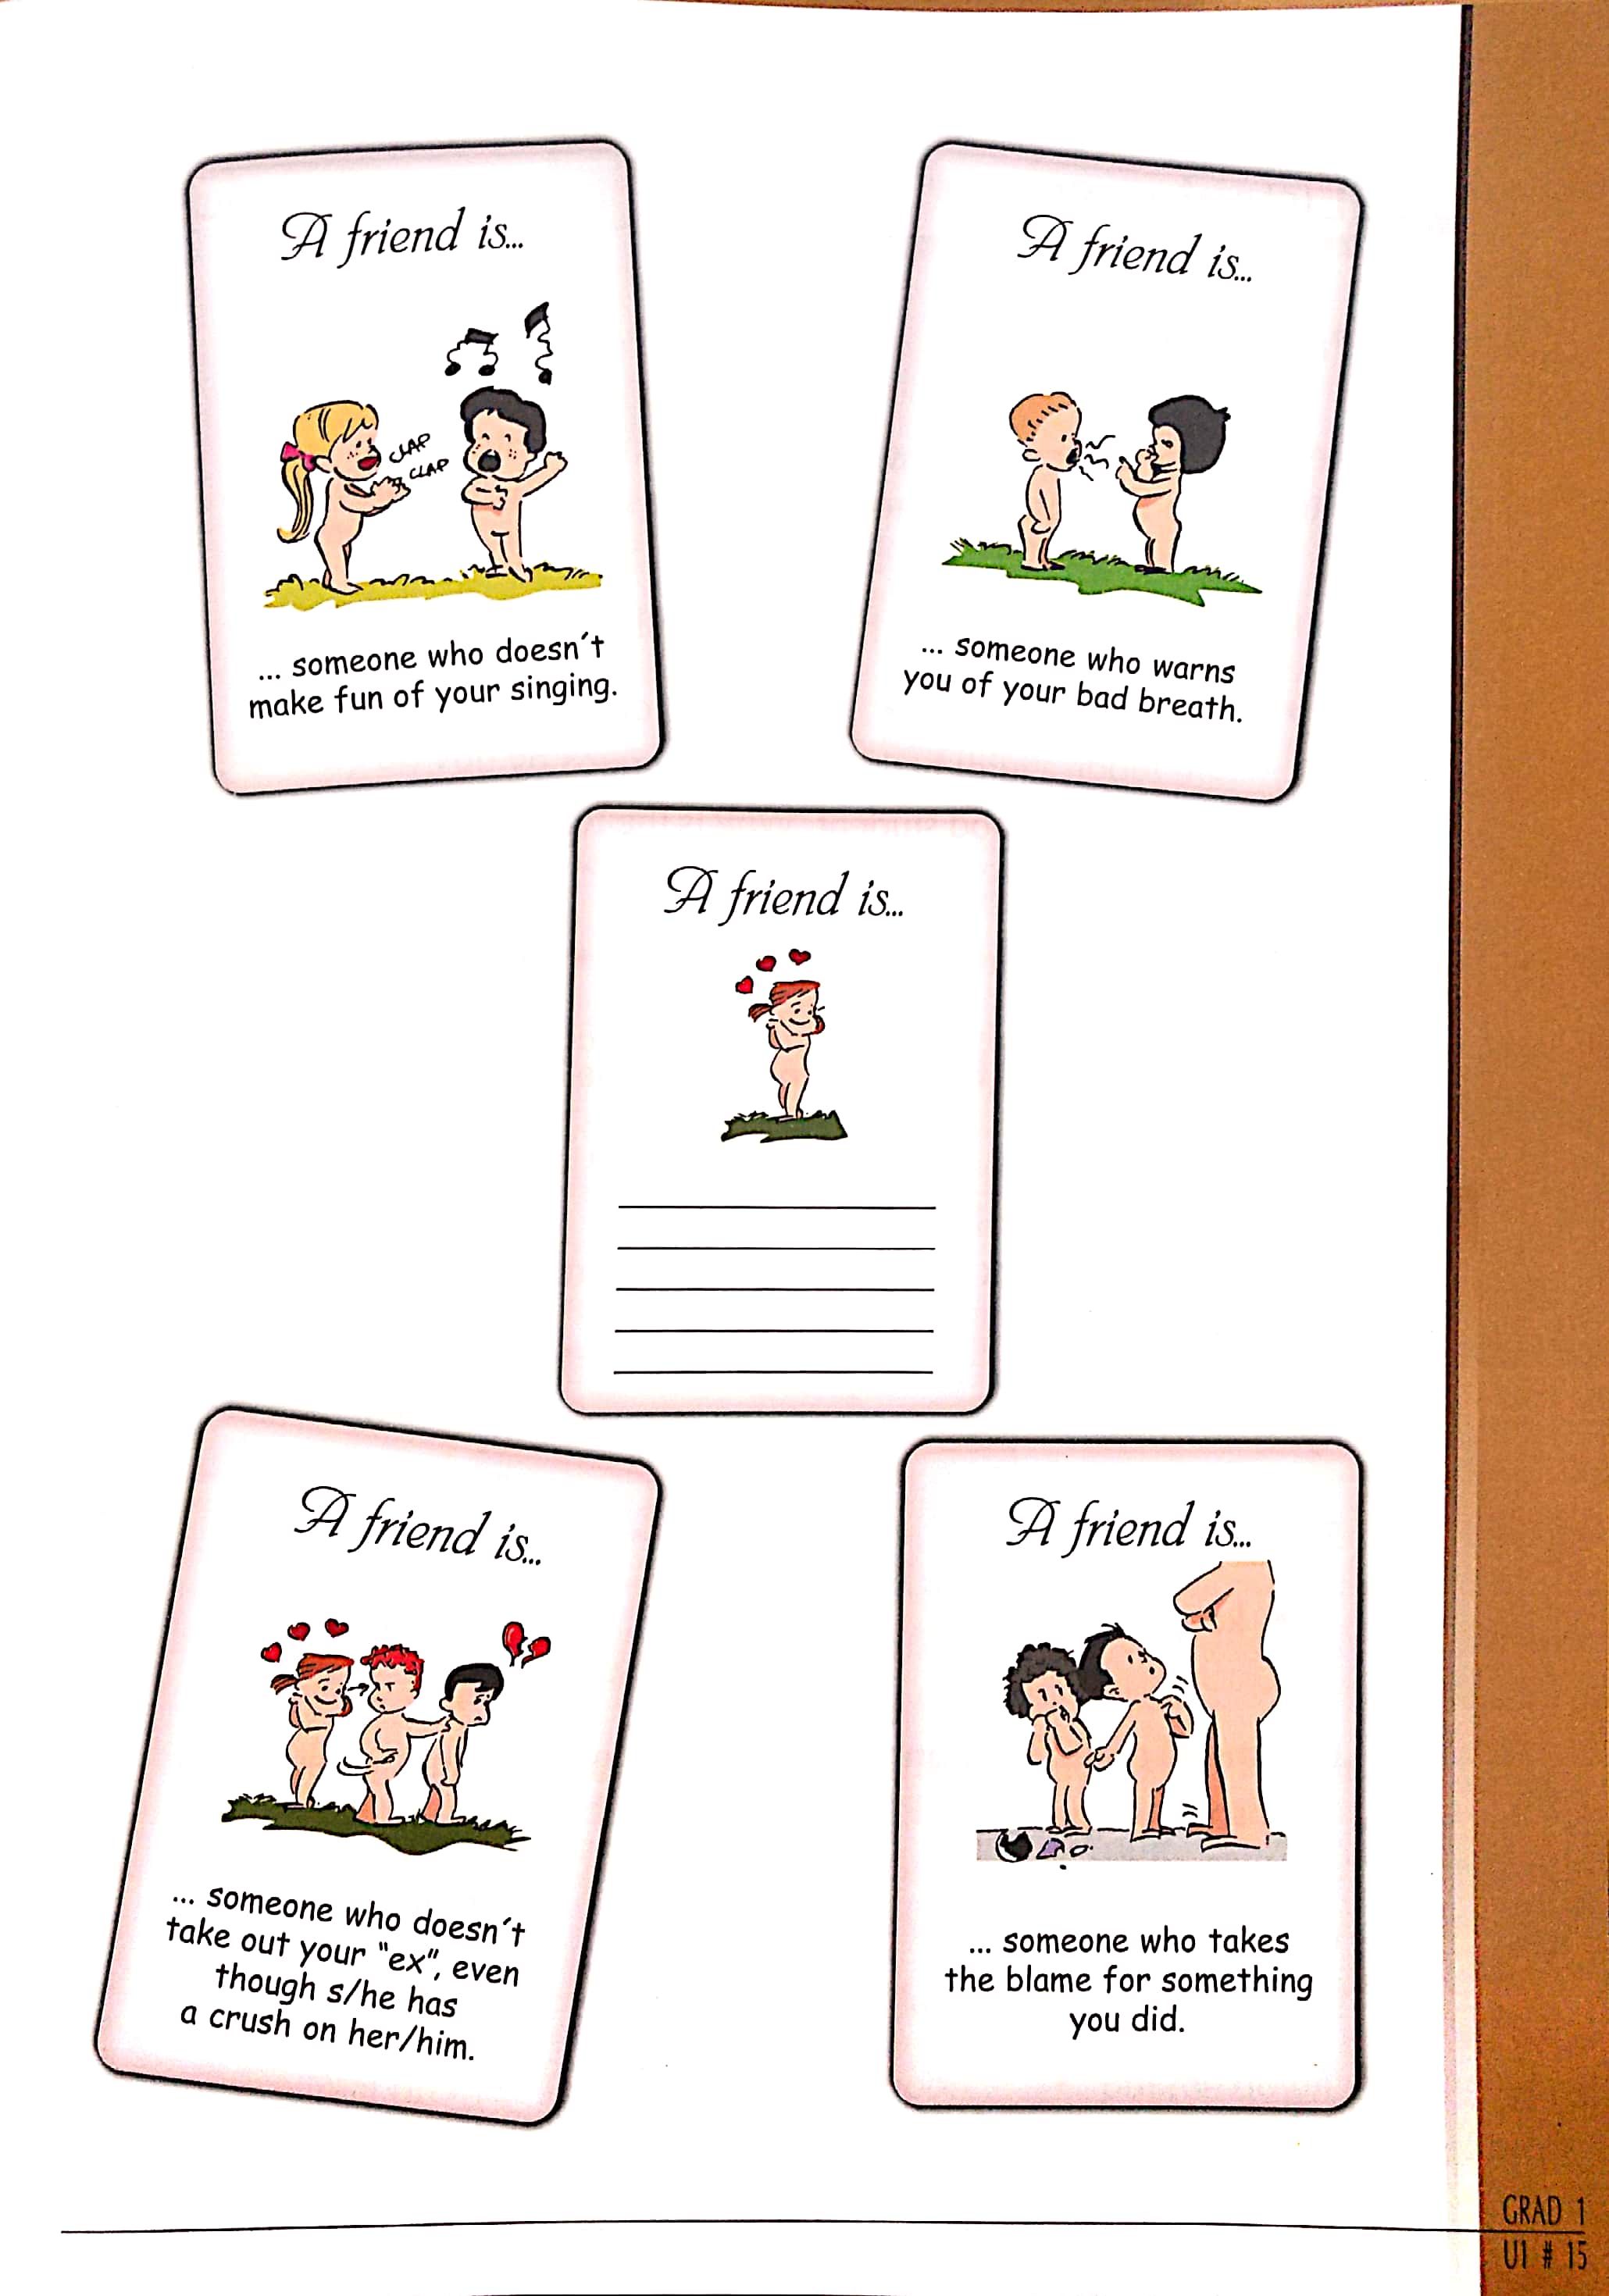 A friend is...
CLAP
CLAP
... someone who doesn´t
make fun of your singing.
A friend is...
... someone who warns
you of your bad breath.
A friend is...
A friend is...
... someone who doesn´t
take out your “ex”, even
though s/he has
a crush on her/him.
A friend is...
... someone who takes
the blame for something
you did.
GRAD 1
U1 # 15